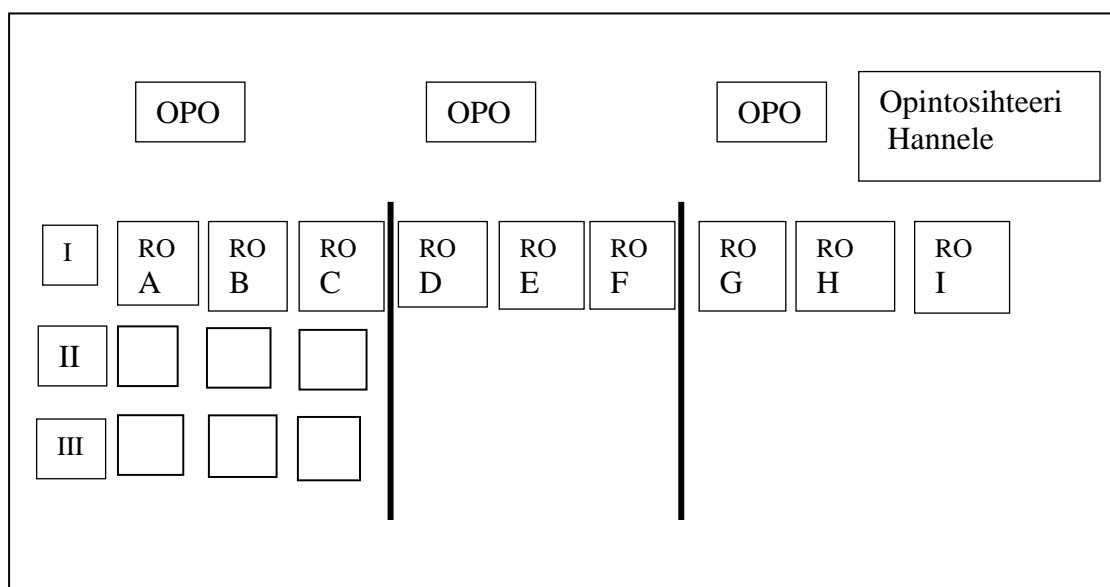 OPO
OPO
OPO
Opintosihteeri
Hannele
I
RO
A
RO
B
RO
C
RO
D
RO
E
RO
F
RO
G
RO
H
RO
I
II
III